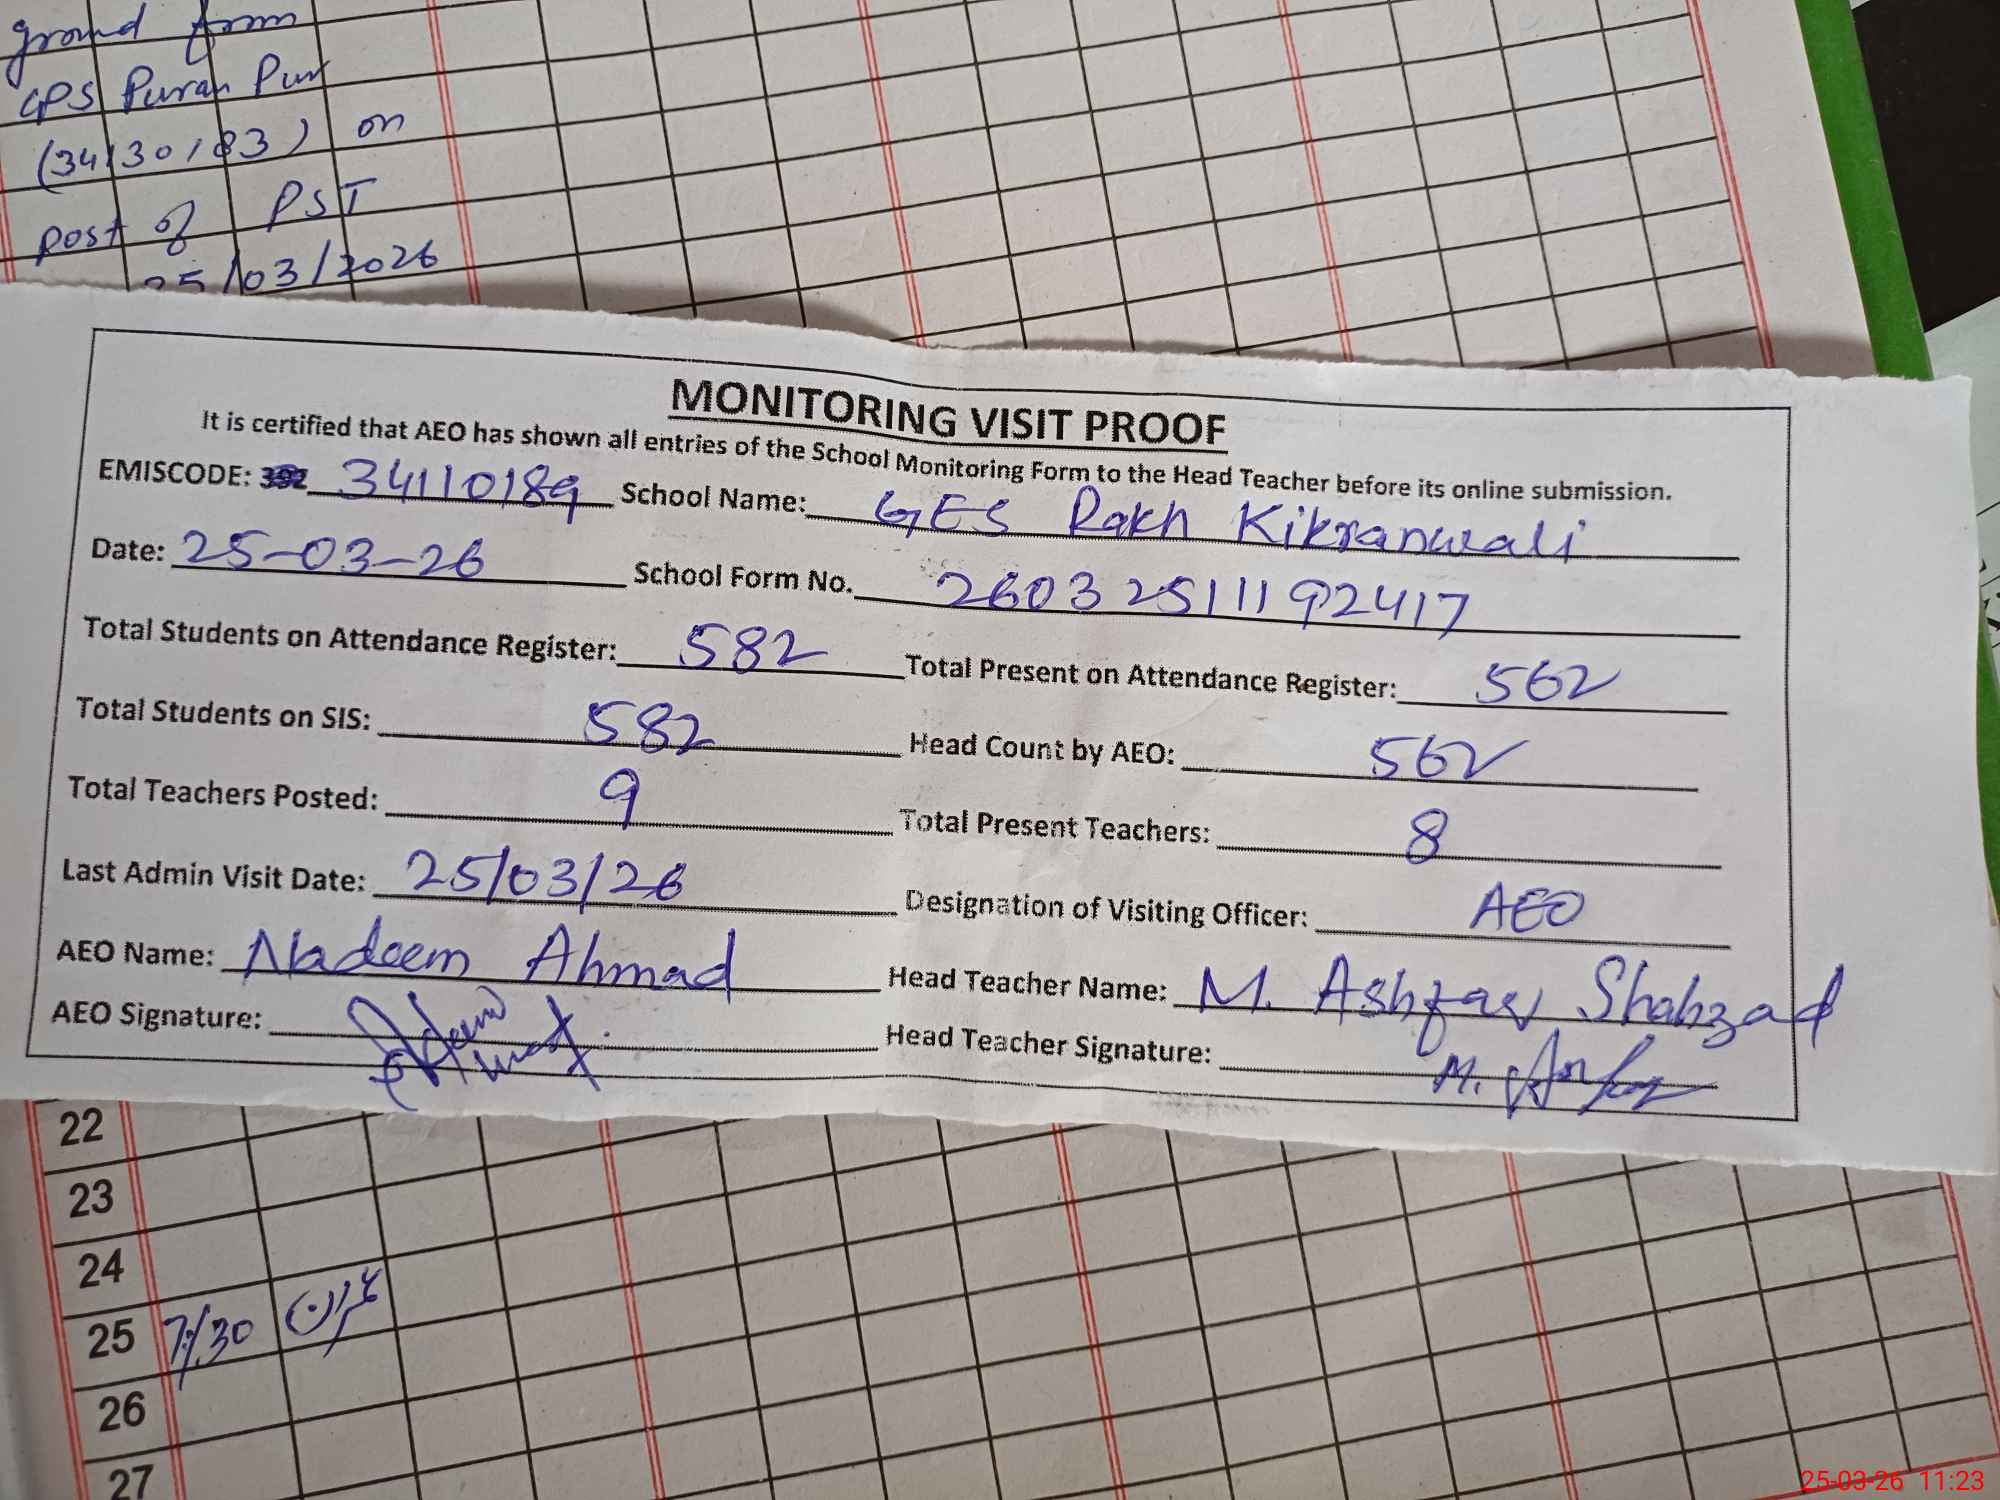 ground from
GPS Puran Pur
(34130183) on
post of PST
25/03/2026
MONITORING VISIT PROOF
It is certified that AEO has shown all entries of the School Monitoring Form to the Head Teacher before its online submission.
EMISCODE: 34110189 School Name: GES Rakh Kikranwali
Date: 25-03-26 School Form No. 26032511192417
Total Students on Attendance Register: 582 Total Present on Attendance Register: 562
Total Students on SIS: 582 Head Count by AEO: 562
Total Teachers Posted: 9 Total Present Teachers: 8
Last Admin Visit Date: 25/03/26 Designation of Visiting Officer: AEO
AEO Name: Nadeem Ahmad Head Teacher Name: M. Ashfaq Shahzad
AEO Signature: Head Teacher Signature: M.
22
23
24
25 7:30
26
27
25-03-26 11:23